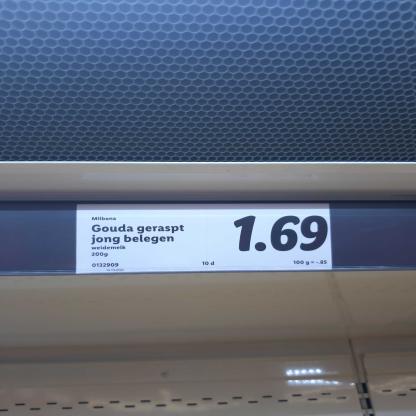 Milbona
Gouda geraspt
jong belegen
weidemelk
200g
1.69
0132909
10 d
100 g = -.85